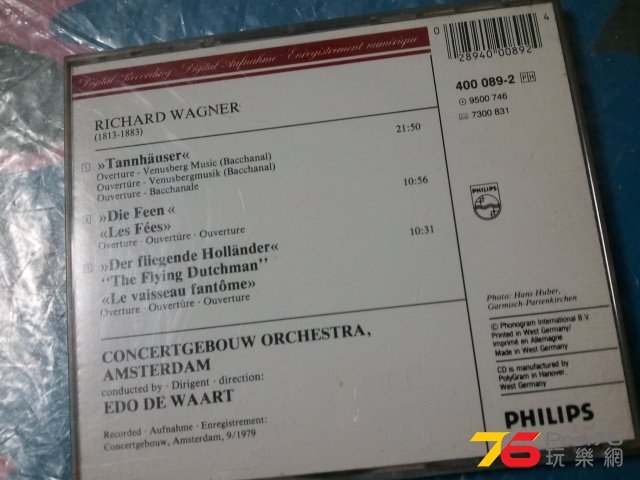 Digital Recording · Digital Aufnahme · Enregistrement numérique
0
28940 00892
4
400 089-2 PH
9500 746
7300 831
RICHARD WAGNER
(1813-1883)
1 »Tannhäuser« 21:50
Overture - Venusberg Music (Bacchanal)
Ouvertüre - Venusbergmusik (Bacchanal)
Ouverture - Bacchanale
2 »Die Feen« 10:56
«Les Fées»
Overture · Ouvertüre · Ouverture
3 »Der fliegende Holländer« 10:31
"The Flying Dutchman"
«Le vaisseau fantôme»
Overture · Ouvertüre · Ouverture
CONCERTGEBOUW ORCHESTRA,
AMSTERDAM
conducted by · Dirigent · direction:
EDO DE WAART
Recorded · Aufnahme · Enregistrement:
Concertgebouw, Amsterdam, 9/1979
PHILIPS
Photo: Hans Huber,
Garmisch-Partenkirchen
© Phonogram International B.V.
Printed in West Germany/
Imprimé en Allemagne
Made in West Germany
CD is manufactured by
PolyGram in Hanover,
West Germany
PHILIPS
76
玩樂網